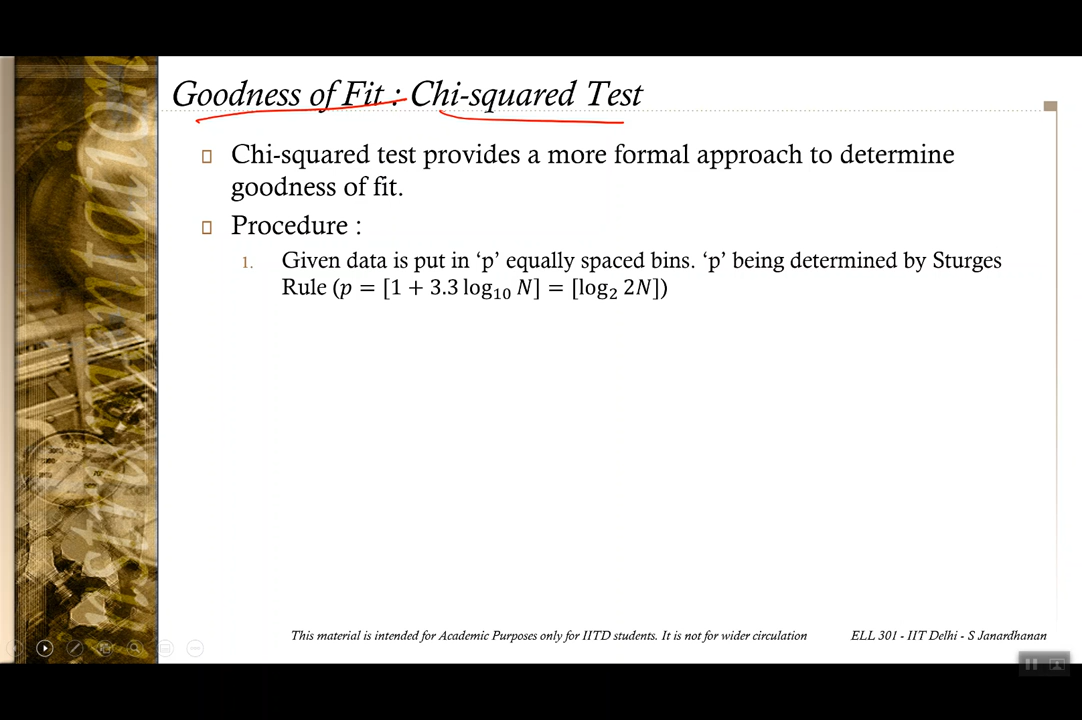 Goodness of Fit : Chi-squared Test
Chi-squared test provides a more formal approach to determine
goodness of fit.
Procedure :
1. Given data is put in ‘p’ equally spaced bins. ‘p’ being determined by Sturges
Rule (p = [1 + 3.3 log₁₀ N] = [log₂ 2N])
This material is intended for Academic Purposes only for IITD students. It is not for wider circulation
ELL 301 - IIT Delhi - S Janardhanan